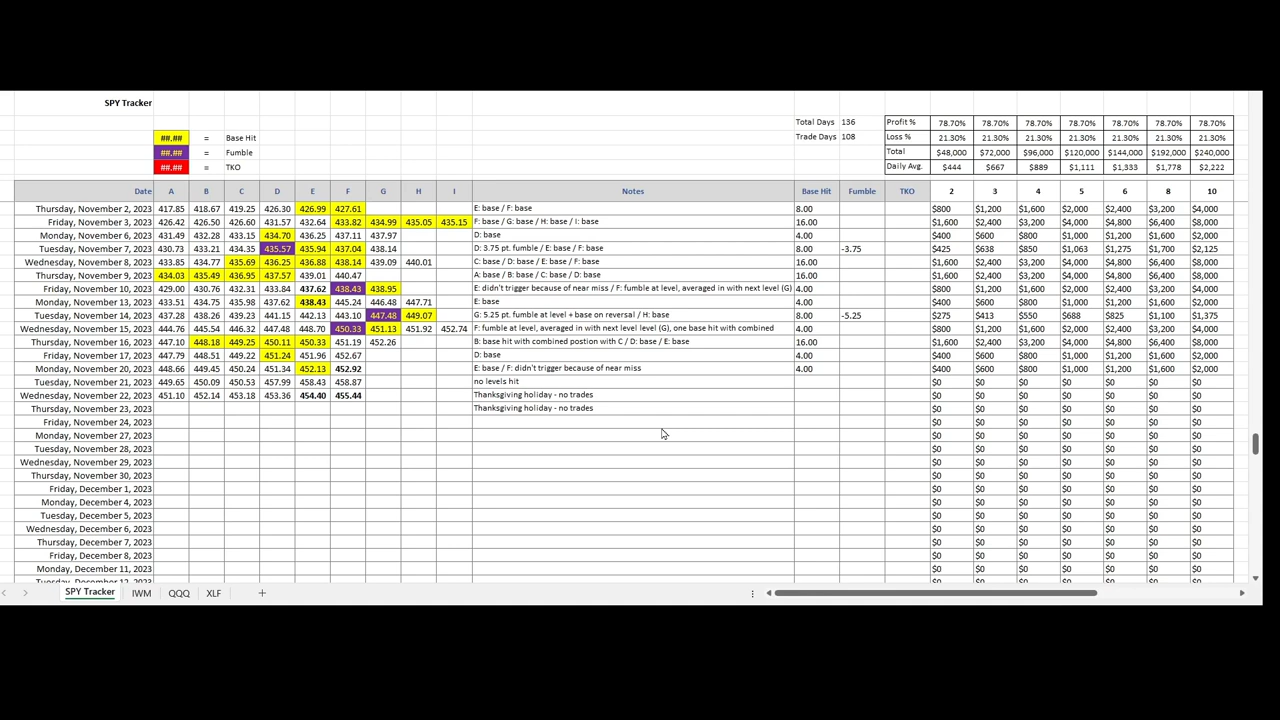 SPY Tracker
Total Days 136 Profit % 78.70% 78.70% 78.70% 78.70% 78.70% 78.70% 78.70%
##.## = Base Hit Trade Days 108 Loss % 21.30% 21.30% 21.30% 21.30% 21.30% 21.30% 21.30%
##.## = Fumble Total $48,000 $72,000 $96,000 $120,000 $144,000 $192,000 $240,000
##.## = TKO Daily Avg. $444 $667 $889 $1,111 $1,333 $1,778 $2,222
Date A B C D E F G H I Notes Base Hit Fumble TKO 2 3 4 5 6 8 10
Thursday, November 2, 2023 417.85 418.67 419.25 426.30 426.99 427.61 E: base / F: base 8.00 $800 $1,200 $1,600 $2,000 $2,400 $3,200 $4,000
Friday, November 3, 2023 426.42 426.50 426.60 431.57 432.64 433.82 434.99 435.05 435.15 F: base / G: base / H: base / I: base 16.00 $1,600 $2,400 $3,200 $4,000 $4,800 $6,400 $8,000
Monday, November 6, 2023 431.49 432.28 433.15 434.70 436.25 437.11 437.97 D: base 4.00 $400 $600 $800 $1,000 $1,200 $1,600 $2,000
Tuesday, November 7, 2023 430.73 433.21 434.35 435.57 435.94 437.04 438.14 D: 3.75 pt. fumble / E: base / F: base 8.00 -3.75 $425 $638 $850 $1,063 $1,275 $1,700 $2,125
Wednesday, November 8, 2023 433.85 434.77 435.69 436.25 436.88 438.14 439.09 440.01 C: base / D: base / E: base / F: base 16.00 $1,600 $2,400 $3,200 $4,000 $4,800 $6,400 $8,000
Thursday, November 9, 2023 434.03 435.49 436.95 437.57 439.01 440.47 A: base / B: base / C: base / D: base 16.00 $1,600 $2,400 $3,200 $4,000 $4,800 $6,400 $8,000
Friday, November 10, 2023 429.00 430.76 432.31 433.84 437.62 438.43 438.95 E: didn't trigger because of near miss / F: fumble at level, averaged in with next level (G) 4.00 $800 $1,200 $1,600 $2,000 $2,400 $3,200 $4,000
Monday, November 13, 2023 433.51 434.75 435.98 437.62 438.43 445.24 446.48 447.71 E: base 4.00 $400 $600 $800 $1,000 $1,200 $1,600 $2,000
Tuesday, November 14, 2023 438.15 439.23 441.15 442.13 443.10 447.48 449.07 G: 5.25 pt. fumble at level + base on reversal / H: base 8.00 -5.25 $275 $413 $550 $688 $825 $1,100 $1,375
Wednesday, November 15, 2023 444.76 445.54 446.32 447.48 448.70 450.33 451.13 451.92 452.74 F: fumble at level, averaged in with next level level (G), one base hit with combined 4.00 $800 $1,200 $1,600 $2,000 $2,400 $3,200 $4,000
Thursday, November 16, 2023 447.10 448.18 449.25 450.11 450.33 451.19 452.26 B: base hit with combined postion with C / D: base / E: base 16.00 $1,600 $2,400 $3,200 $4,000 $4,800 $6,400 $8,000
Friday, November 17, 2023 447.79 448.51 449.22 451.24 451.96 452.67 D: base 4.00 $400 $600 $800 $1,000 $1,200 $1,600 $2,000
Monday, November 20, 2023 448.66 449.45 450.24 451.34 452.13 452.92 E: base / F: didn't trigger because of near miss 4.00 $400 $600 $800 $1,000 $1,200 $1,600 $2,000
Tuesday, November 21, 2023 449.65 450.09 450.53 457.99 458.43 458.87 no levels hit $0 $0 $0 $0 $0 $0 $0
Wednesday, November 22, 2023 451.10 452.14 453.18 453.36 454.40 455.44 Thanksgiving holiday - no trades $0 $0 $0 $0 $0 $0 $0
Thursday, November 23, 2023 Thanksgiving holiday - no trades $0 $0 $0 $0 $0 $0 $0
Friday, November 24, 2023 $0 $0 $0 $0 $0 $0 $0
Monday, November 27, 2023 $0 $0 $0 $0 $0 $0 $0
Tuesday, November 28, 2023 $0 $0 $0 $0 $0 $0 $0
Wednesday, November 29, 2023 $0 $0 $0 $0 $0 $0 $0
Thursday, November 30, 2023 $0 $0 $0 $0 $0 $0 $0
Friday, December 1, 2023 $0 $0 $0 $0 $0 $0 $0
Monday, December 4, 2023 $0 $0 $0 $0 $0 $0 $0
Tuesday, December 5, 2023 $0 $0 $0 $0 $0 $0 $0
Wednesday, December 6, 2023 $0 $0 $0 $0 $0 $0 $0
Thursday, December 7, 2023 $0 $0 $0 $0 $0 $0 $0
Friday, December 8, 2023 $0 $0 $0 $0 $0 $0 $0
Monday, December 11, 2023 $0 $0 $0 $0 $0 $0 $0
Tuesday, December 12, 2023 $0 $0 $0 $0 $0 $0 $0
SPY Tracker IWM QQQ XLF